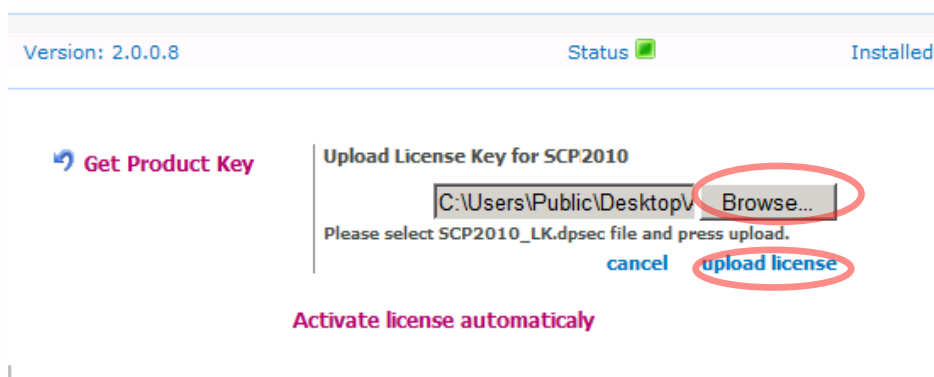 Version: 2.0.0.8 Status Installed
Get Product Key
Upload License Key for SCP2010
C:\Users\Public\Desktop\ Browse...
Please select SCP2010_LK.dpsec file and press upload.
cancel upload license
Activate license automaticaly